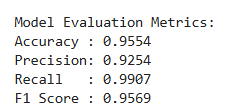 Model Evaluation Metrics:
Accuracy : 0.9554
Precision: 0.9254
Recall   : 0.9907
F1 Score : 0.9569